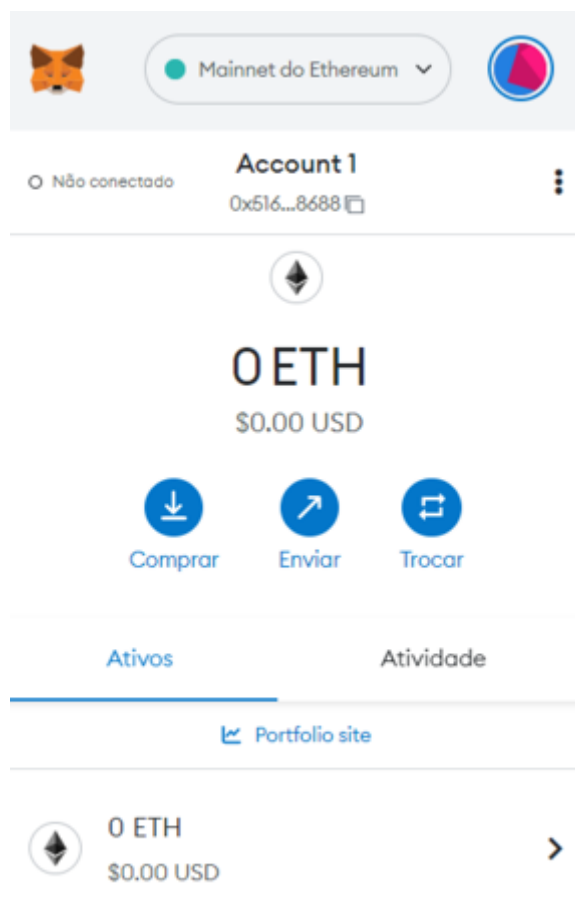 Mainnet do Ethereum
Não conectado
Account 1
0x516...8688
0 ETH
$0.00 USD
Comprar
Enviar
Trocar
Ativos
Atividade
Portfolio site
0 ETH
$0.00 USD